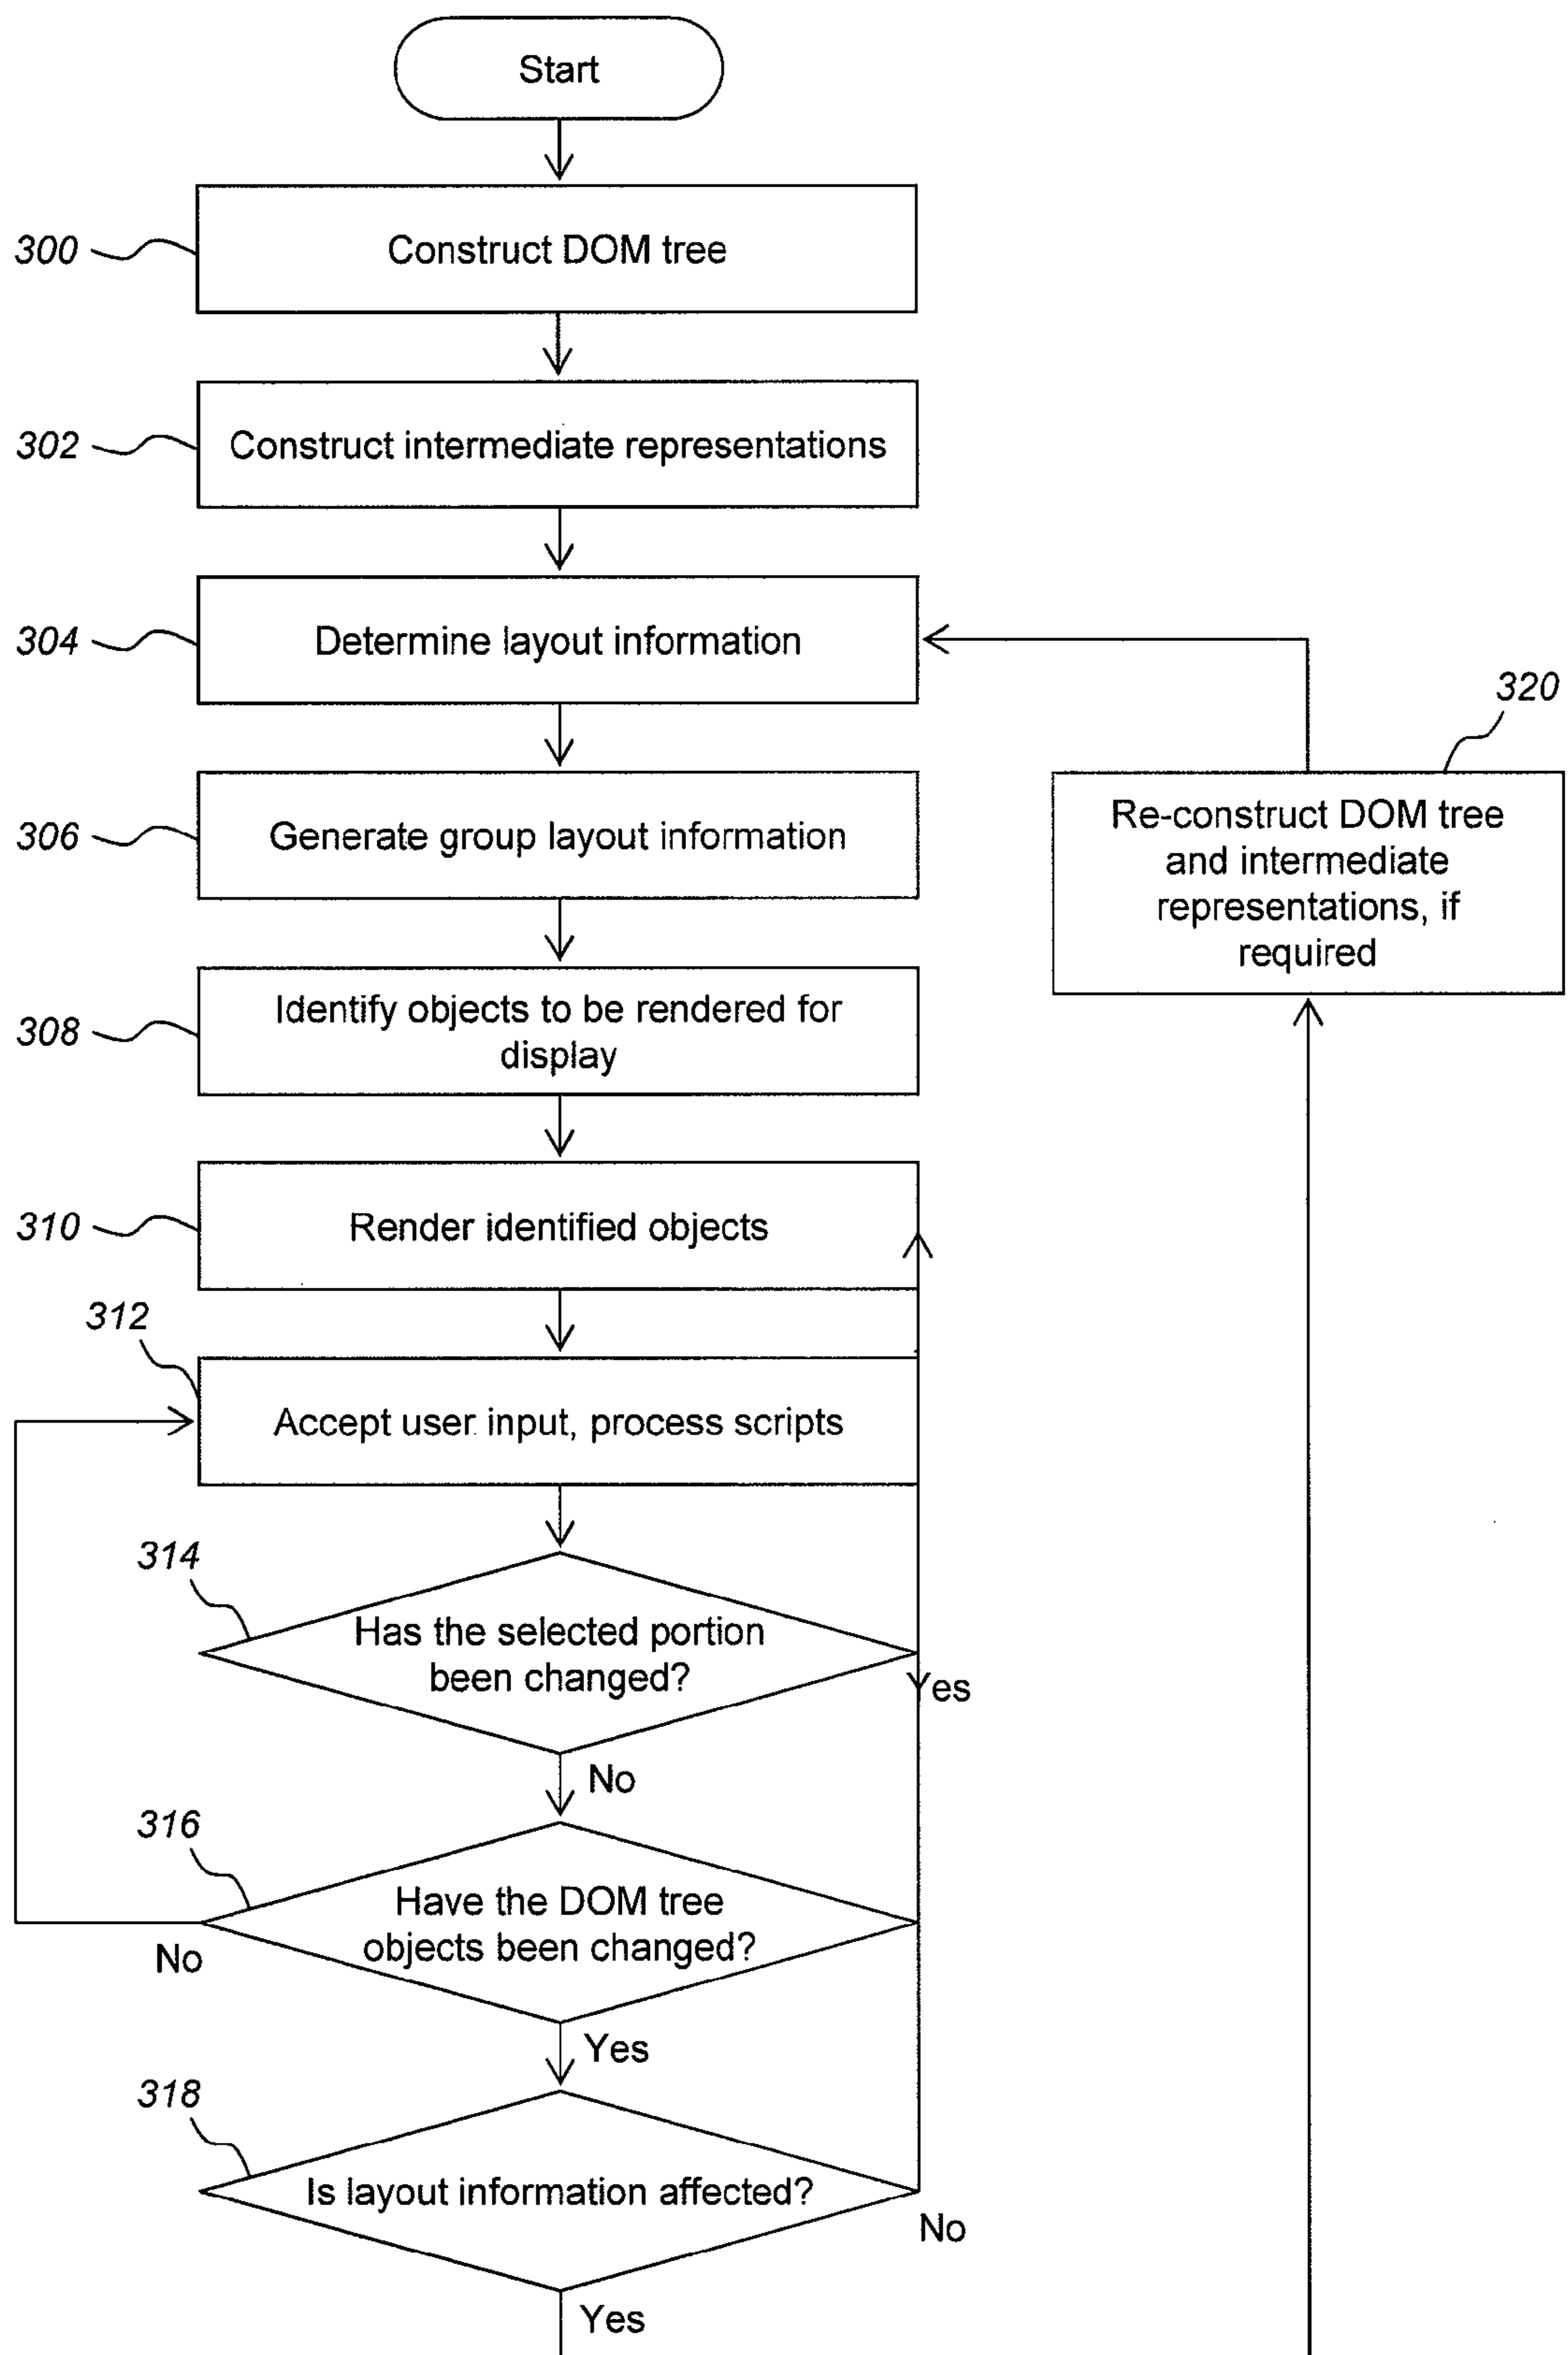 Start
300
Construct DOM tree
302
Construct intermediate representations
304
Determine layout information
320
306
Generate group layout information
Re-construct DOM tree
and intermediate
representations, if
required
308
Identify objects to be rendered for
display
310
Render identified objects
312
Accept user input, process scripts
314
Has the selected portion
been changed?
Yes
No
316
Have the DOM tree
objects been changed?
No
Yes
318
Is layout information affected?
No
Yes